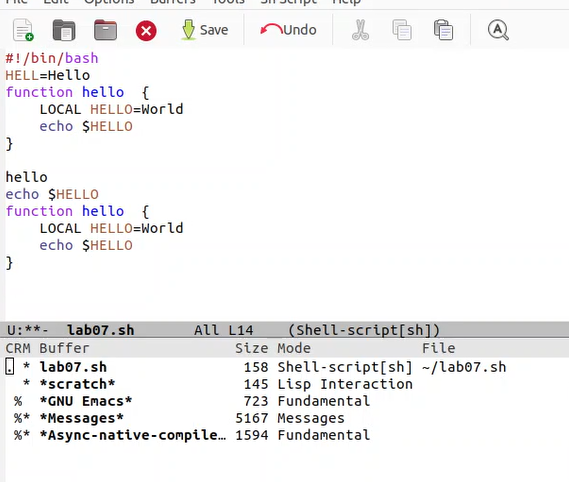 File Edit Options Buffers Tools Sh-Script Help
Save Undo
#!/bin/bash
HELL=Hello
function hello  {
    LOCAL HELLO=World
    echo $HELLO
}
hello
echo $HELLO
function hello  {
    LOCAL HELLO=World
    echo $HELLO
}
U:**-  lab07.sh       All L14    (Shell-script[sh])
CRM Buffer                 Size Mode             File
. * lab07.sh                158 Shell-script[sh] ~/lab07.sh
  * *scratch*               145 Lisp Interaction
 %  *GNU Emacs*             723 Fundamental
 %* *Messages*             5167 Messages
 %* *Async-native-compile… 1594 Fundamental